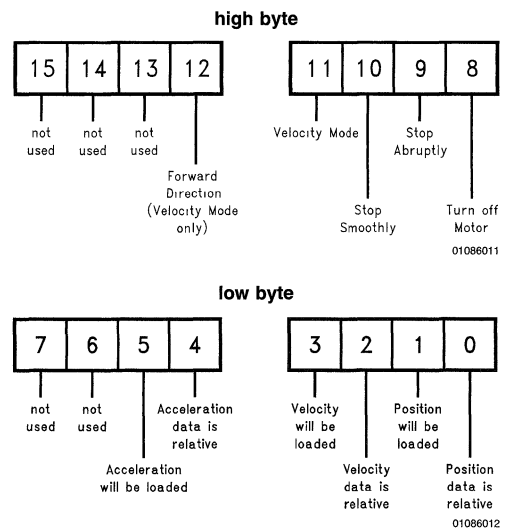 high byte
15 14 13 12 11 10 9 8
not used
not used
not used
Forward
Direction
(Velocity Mode
only)
Velocity Mode
Stop
Smoothly
Stop
Abruptly
Turn off
Motor
01086011
low byte
7 6 5 4 3 2 1 0
not used
not used
Acceleration
will be loaded
Acceleration
data is
relative
Velocity
will be
loaded
Velocity
data is
relative
Position
will be
loaded
Position
data is
relative
01086012